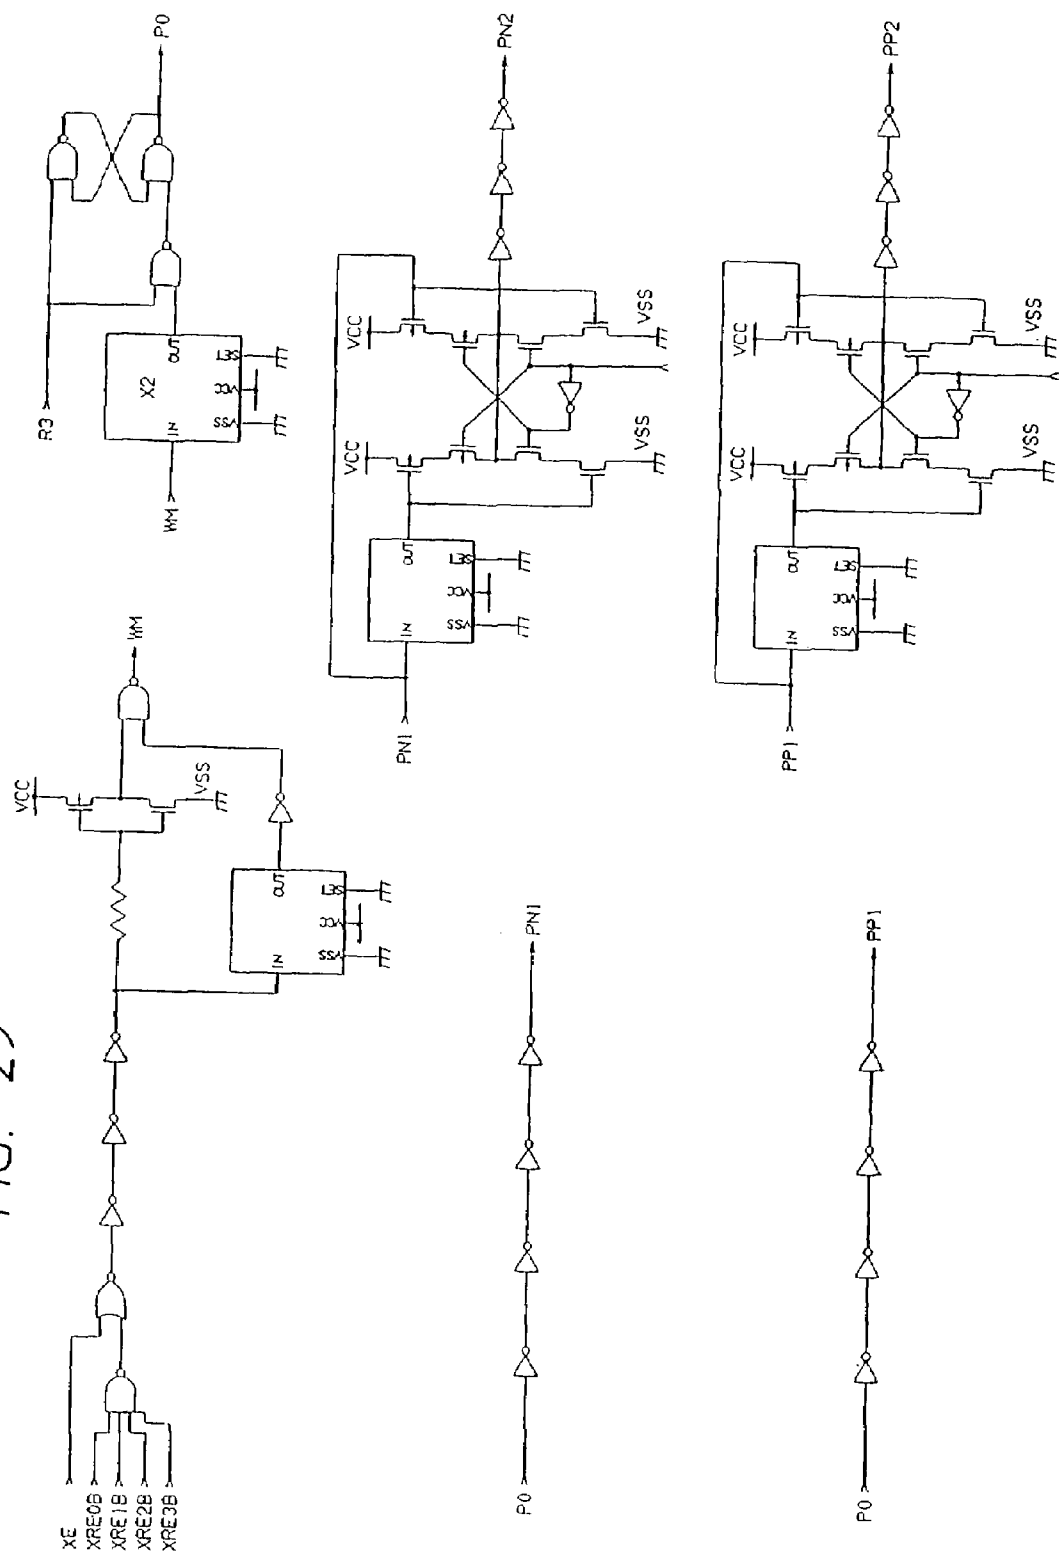 FIG. 29
XE
XRE0B
XRE1B
XRE2B
XRE3B
VCC
VSS
WM
IN
OUT
SET
VSS
R3
WM
IN
X2
OUT
VSS
VCC
SET
P0
P0
PN1
PN1
IN
OUT
VSS
VCC
SET
VCC
VSS
VCC
VSS
PN2
P0
PP1
PP1
IN
OUT
VSS
VCC
SET
VCC
VSS
VCC
VSS
PP2